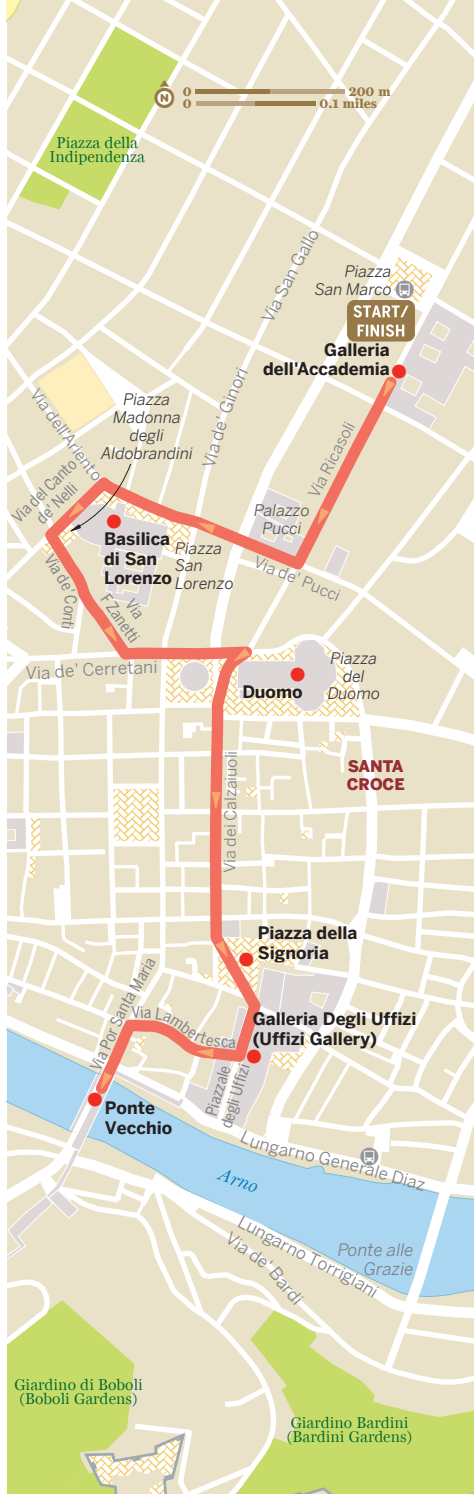 N
0 200 m
0 0.1 miles
Piazza della
Indipendenza
Via San Gallo
Piazza
San Marco
START/
FINISH
Galleria
dell'Accademia
Via de' Ginori
Via Ricasoli
Via dell'Ariento
Piazza
Madonna
degli
Aldobrandini
Via del Canto
de' Nelli
Palazzo
Pucci
Basilica
di San
Lorenzo
Piazza
San
Lorenzo
Via de' Pucci
Via de' Conti
Via
F Zanetti
Via de' Cerretani
Duomo
Piazza
del
Duomo
SANTA
CROCE
Via dei Calzaiuoli
Piazza della
Signoria
Via Por Santa Maria
Via Lambertesca
Galleria Degli Uffizi
(Uffizi Gallery)
Piazzale
degli Uffizi
Ponte
Vecchio
Lungarno Generale Diaz
Arno
Lungarno Torrigiani
Via de' Bardi
Ponte alle
Grazie
Giardino di Boboli
(Boboli Gardens)
Giardino Bardini
(Bardini Gardens)